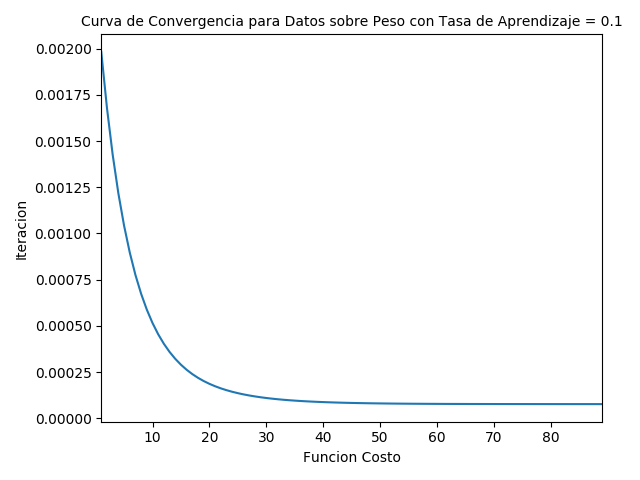 Curva de Convergencia para Datos sobre Peso con Tasa de Aprendizaje = 0.1
0.00200
0.00175
0.00150
0.00125
0.00100
0.00075
0.00050
0.00025
0.00000
Iteracion
10 20 30 40 50 60 70 80
Funcion Costo